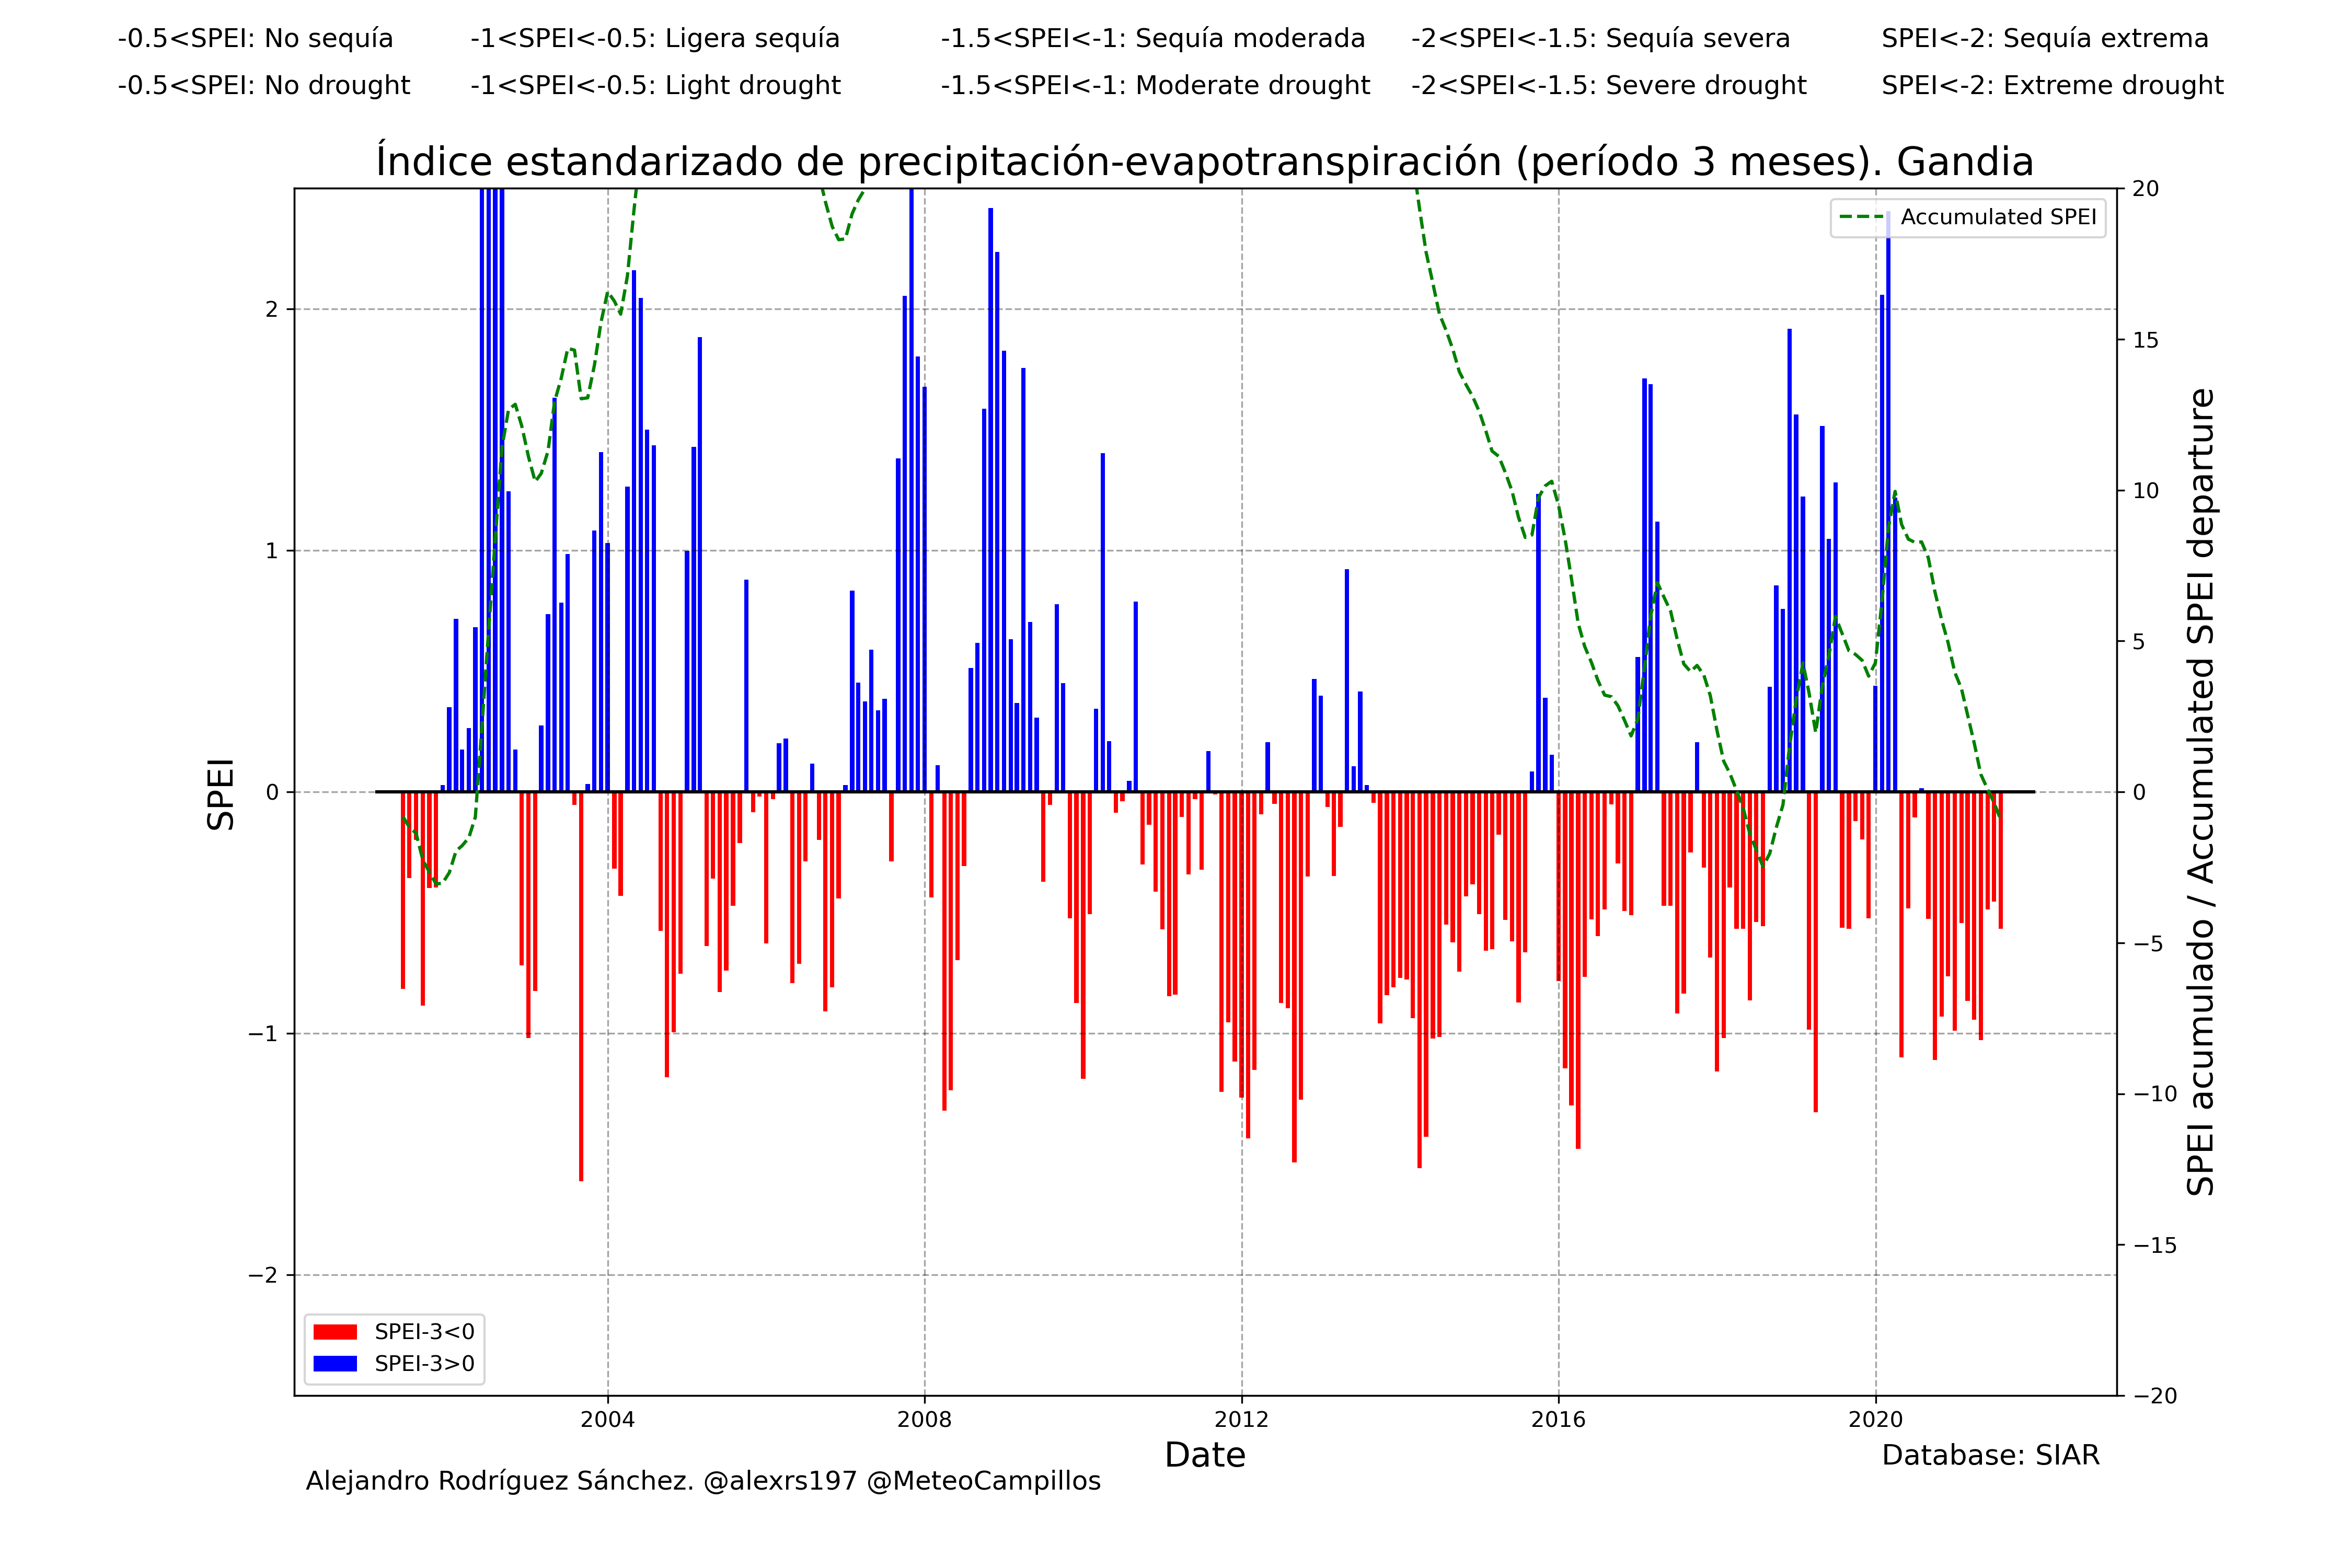 -0.5<SPEI: No sequía -1<SPEI<-0.5: Ligera sequía -1.5<SPEI<-1: Sequía moderada -2<SPEI<-1.5: Sequía severa SPEI<-2: Sequía extrema
-0.5<SPEI: No drought -1<SPEI<-0.5: Light drought -1.5<SPEI<-1: Moderate drought -2<SPEI<-1.5: Severe drought SPEI<-2: Extreme drought
Índice estandarizado de precipitación-evapotranspiración (período 3 meses). Gandia
Accumulated SPEI
SPEI
2
1
0
−1
−2
20
15
10
5
0
−5
−10
−15
−20
SPEI acumulado / Accumulated SPEI departure
SPEI-3<0
SPEI-3>0
2004 2008 2012 2016 2020
Date
Database: SIAR
Alejandro Rodríguez Sánchez. @alexrs197 @MeteoCampillos